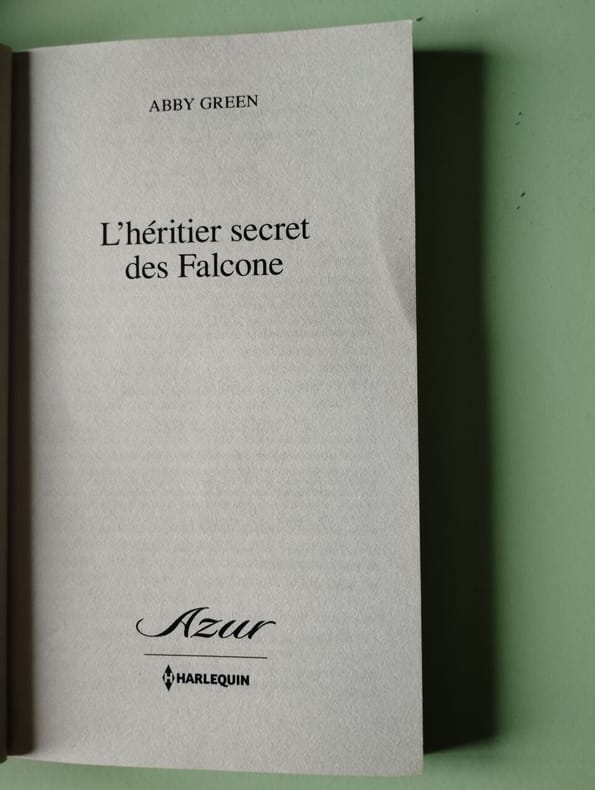 ABBY GREEN
L'héritier secret
des Falcone
Azur
HARLEQUIN